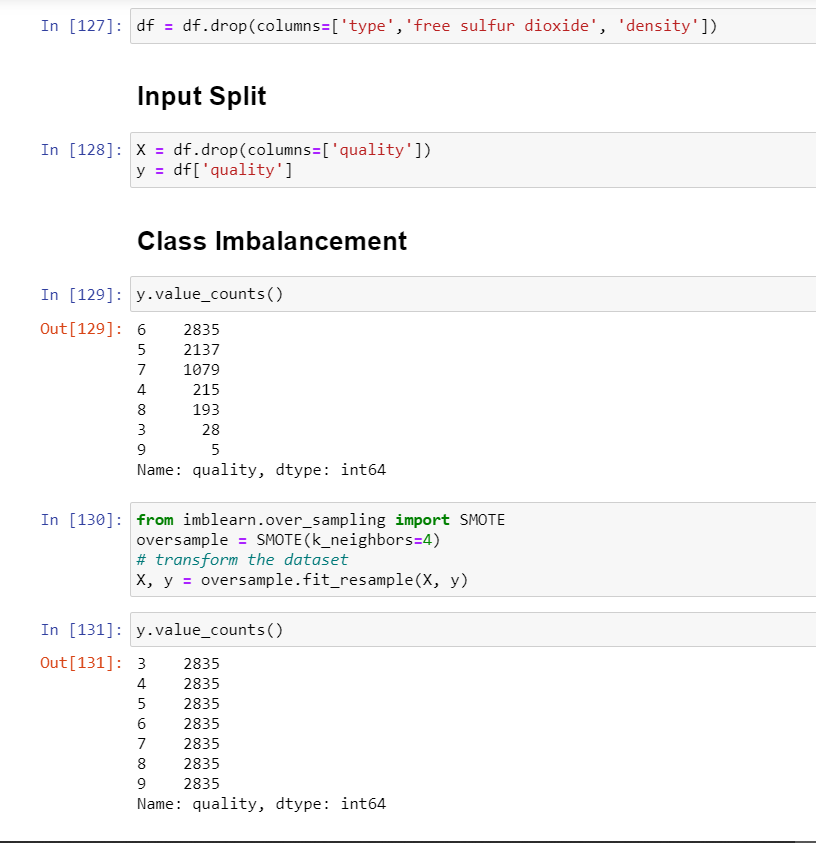 In [127]: df = df.drop(columns=['type','free sulfur dioxide', 'density'])
Input Split
In [128]: X = df.drop(columns=['quality'])
y = df['quality']
Class Imbalancement
In [129]: y.value_counts()
Out[129]: 6    2835
5    2137
7    1079
4     215
8     193
3      28
9       5
Name: quality, dtype: int64
In [130]: from imblearn.over_sampling import SMOTE
oversample = SMOTE(k_neighbors=4)
# transform the dataset
X, y = oversample.fit_resample(X, y)
In [131]: y.value_counts()
Out[131]: 3    2835
4    2835
5    2835
6    2835
7    2835
8    2835
9    2835
Name: quality, dtype: int64